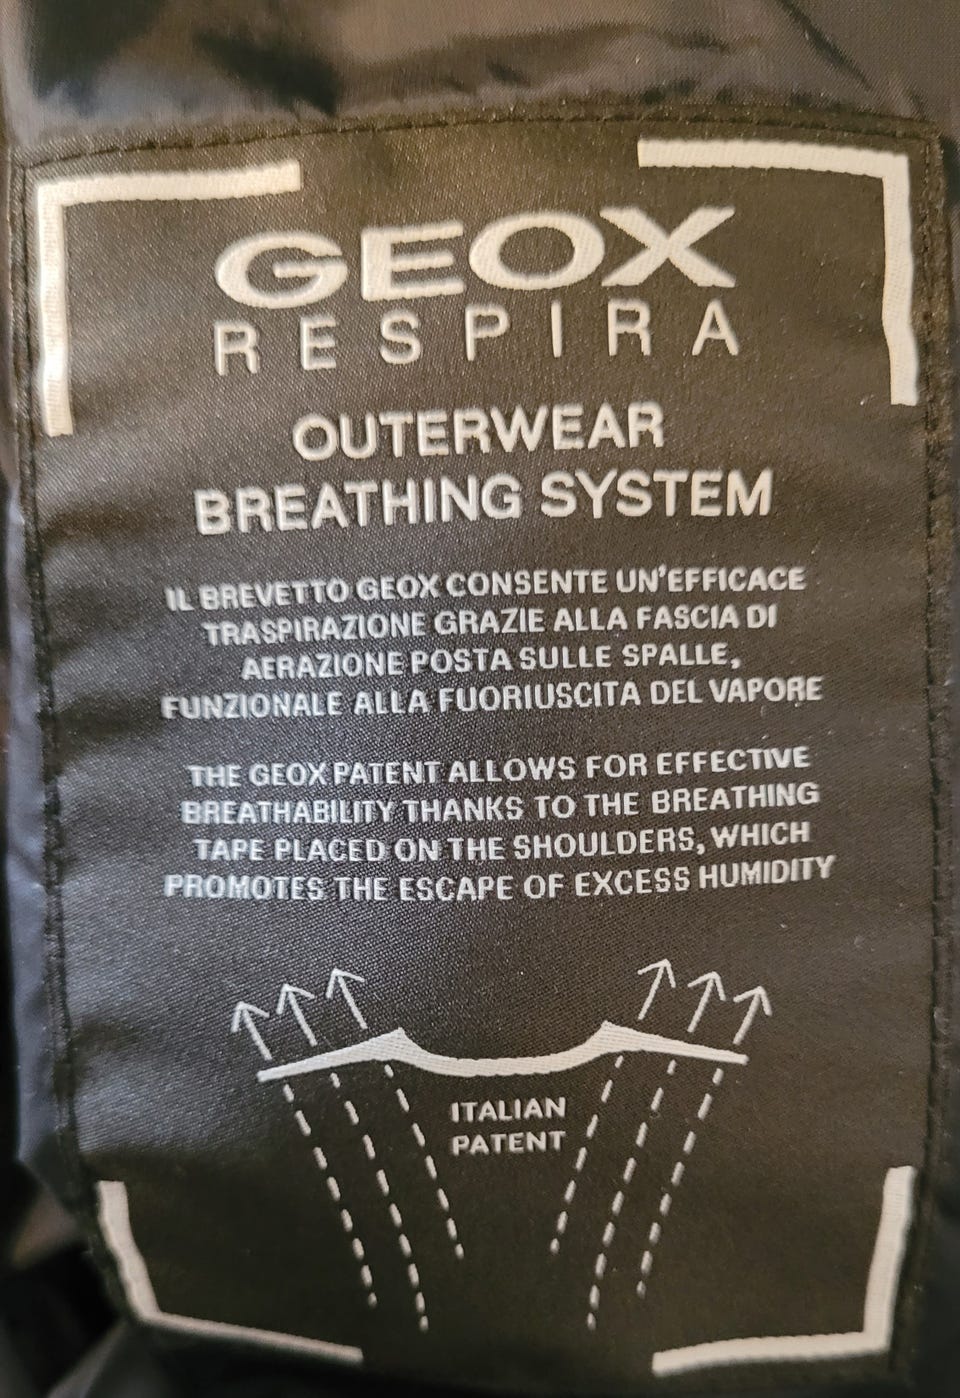 GEOX
RESPIRA
OUTERWEAR
BREATHING SYSTEM
IL BREVETTO GEOX CONSENTE UN'EFFICACE
TRASPIRAZIONE GRAZIE ALLA FASCIA DI
AERAZIONE POSTA SULLE SPALLE,
FUNZIONALE ALLA FUORIUSCITA DEL VAPORE
THE GEOX PATENT ALLOWS FOR EFFECTIVE
BREATHABILITY THANKS TO THE BREATHING
TAPE PLACED ON THE SHOULDERS, WHICH
PROMOTES THE ESCAPE OF EXCESS HUMIDITY
ITALIAN
PATENT